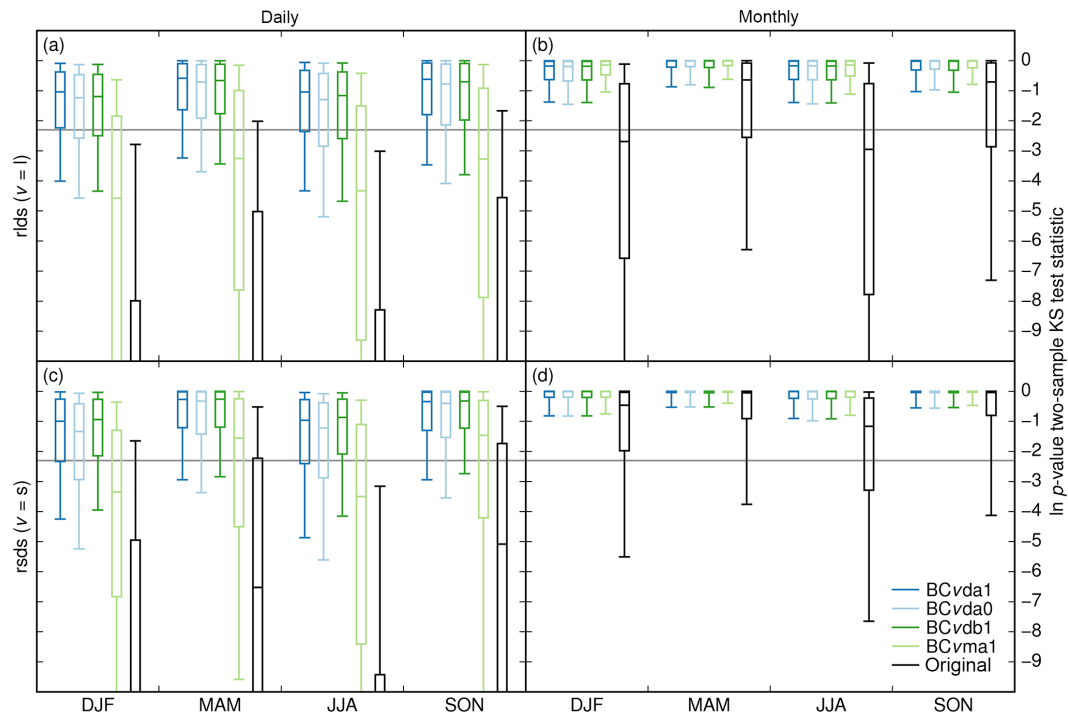 Daily
Monthly
(a)
(b)
0
−1
−2
−3
−4
−5
−6
−7
−8
−9
rlds (v = l)
(c)
(d)
0
−1
−2
−3
−4
−5
−6
−7
−8
−9
rsds (v = s)
ln p-value two-sample KS test statistic
BCvda1
BCvda0
BCvdb1
BCvma1
Original
DJF MAM JJA SON DJF MAM JJA SON